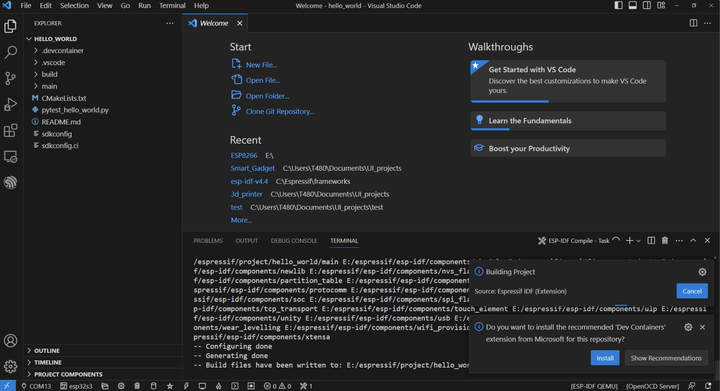 File Edit Selection View Go Run Terminal Help
Welcome - hello_world - Visual Studio Code
EXPLORER
HELLO_WORLD
.devcontainer
.vscode
build
main
CMakeLists.txt
pytest_hello_world.py
README.md
sdkconfig
sdkconfig.ci
OUTLINE
TIMELINE
PROJECT COMPONENTS
Welcome
Start
New File...
Open File...
Open Folder...
Clone Git Repository...
Recent
ESP8266 E:\
Smart_Gadget C:\Users\T480\Documents\UI_projects
esp-idf-v4.4 C:\Espressif\frameworks
3d_printer C:\Users\T480\Documents\UI_projects
test C:\Users\T480\Documents\UI_projects\test
More...
Walkthroughs
Get Started with VS Code
Discover the best customizations to make VS Code
yours.
Learn the Fundamentals
Boost your Productivity
PROBLEMS OUTPUT DEBUG CONSOLE TERMINAL
ESP-IDF Compile - Task
/espressif/project/hello_world/main E:/espressif/esp-idf/components
f/esp-idf/components/newlib E:/espressif/esp-idf/components/nvs_fla
f/esp-idf/components/partition_table E:/espressif/esp-idf/component
spressif/esp-idf/components/protocomm E:/espressif/esp-idf/componen
spressif/esp-idf/components/soc E:/espressif/esp-idf/components/spi_fla
p-idf/components/tcp_transport E:/espressif/esp-idf/components/touch_element E:/espressif/esp-idf/components/ulp E:/espressi
f/esp-idf/components/unity E:/espressif/esp-idf/components/usb E:/
onents/wear_levelling E:/espressif/esp-idf/components/wifi_provisio
pressif/esp-idf/components/xtensa
-- Configuring done
-- Generating done
-- Build files have been written to: E:/espressif/project/hello_wor
Building Project
Source: Espressif IDF (Extension)
Cancel
Do you want to install the recommended 'Dev Containers'
extension from Microsoft for this repository?
Install Show Recommendations
COM13 esp32s3 0 0 1 [ESP-IDF QEMU] [OpenOCD Server]